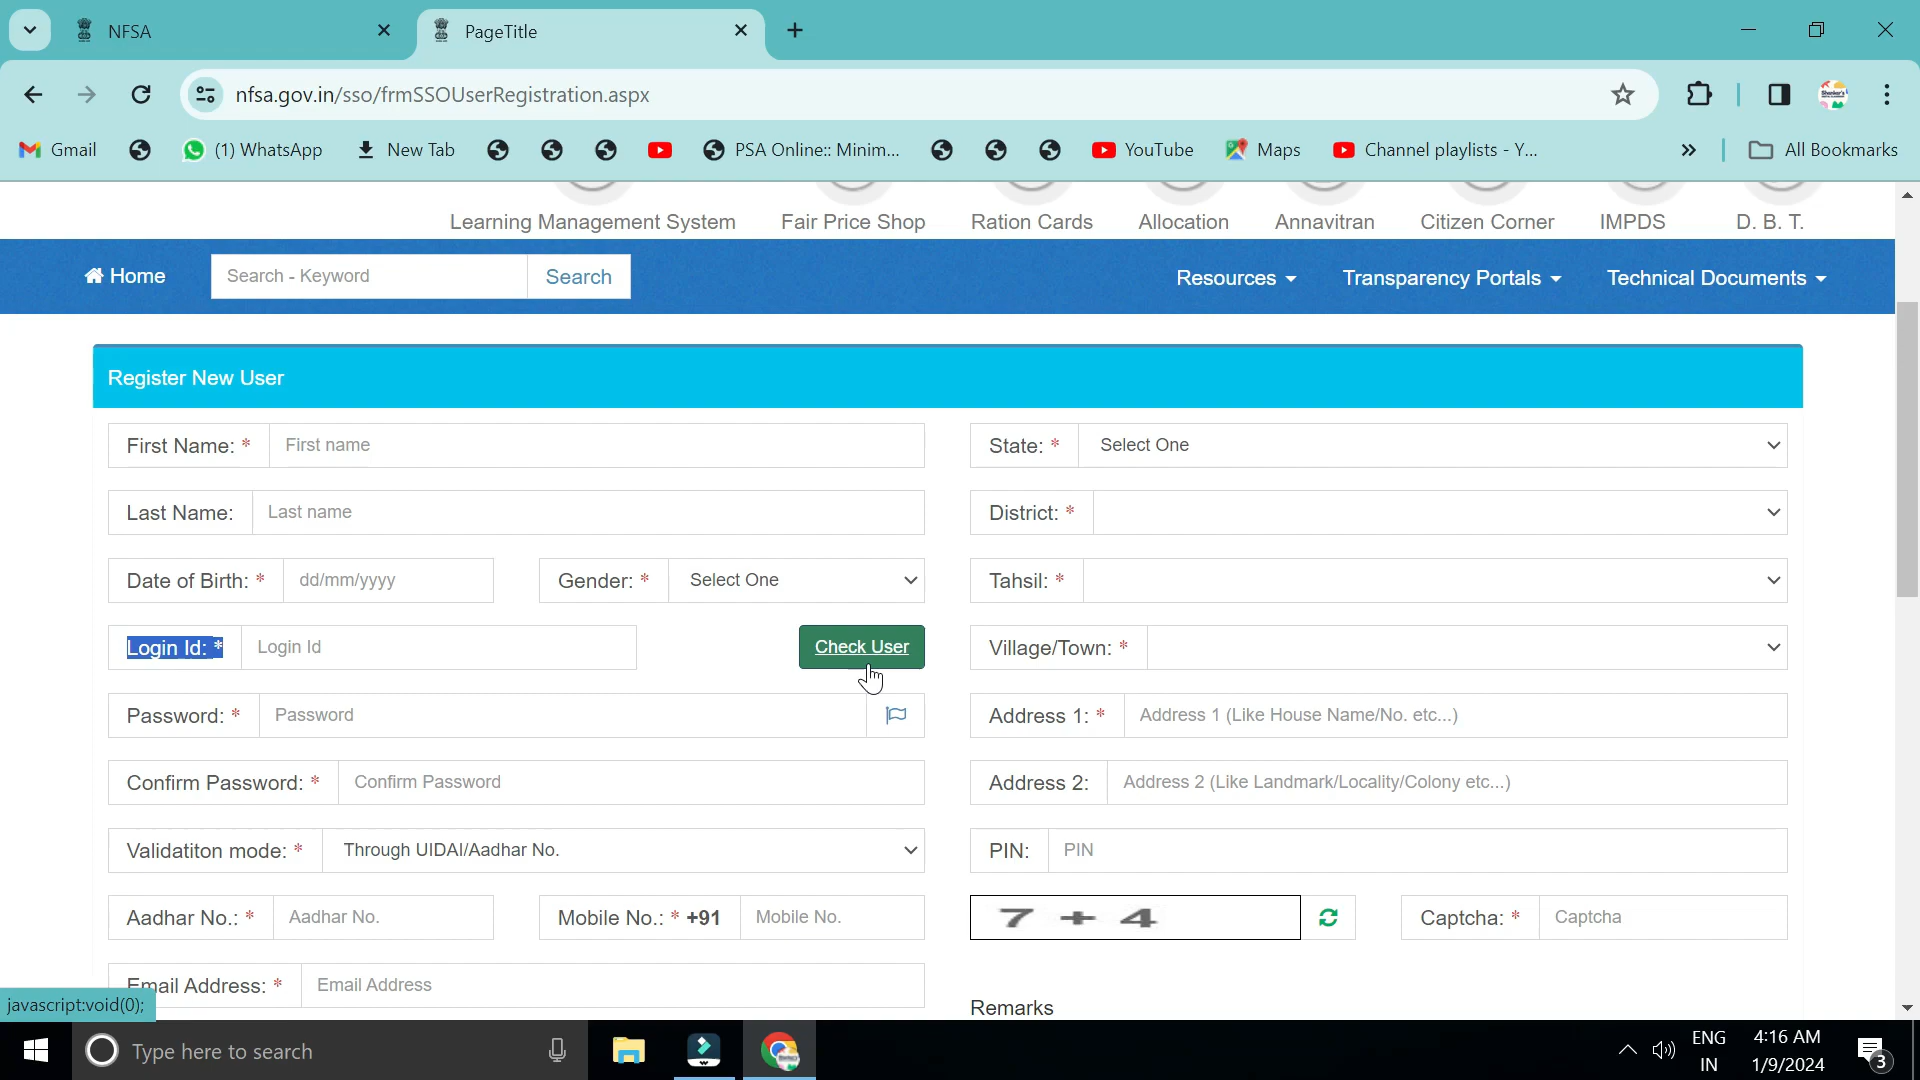 NFSA
PageTitle
nfsa.gov.in/sso/frmSSOUserRegistration.aspx
Gmail
(1) WhatsApp
New Tab
PSA Online:: Minim...
YouTube
Maps
Channel playlists - Y...
All Bookmarks
Learning Management System
Fair Price Shop
Ration Cards
Allocation
Annavitran
Citizen Corner
IMPDS
D. B. T.
Home
Search - Keyword
Search
Resources
Transparency Portals
Technical Documents
Register New User
First Name: * First name
State: * Select One
Last Name: Last name
District: *
Date of Birth: * dd/mm/yyyy
Gender: * Select One
Tahsil: *
Login Id: * Login Id
Check User
Village/Town: *
Password: * Password
Address 1: * Address 1 (Like House Name/No. etc...)
Confirm Password: * Confirm Password
Address 2: Address 2 (Like Landmark/Locality/Colony etc...)
Validatiton mode: * Through UIDAI/Aadhar No.
PIN: PIN
Aadhar No.: * Aadhar No.
Mobile No.: * +91 Mobile No.
7 + 4
Captcha: * Captcha
Email Address: * Email Address
javascript:void(0);
Remarks
Type here to search
ENG
IN
4:16 AM
1/9/2024
3